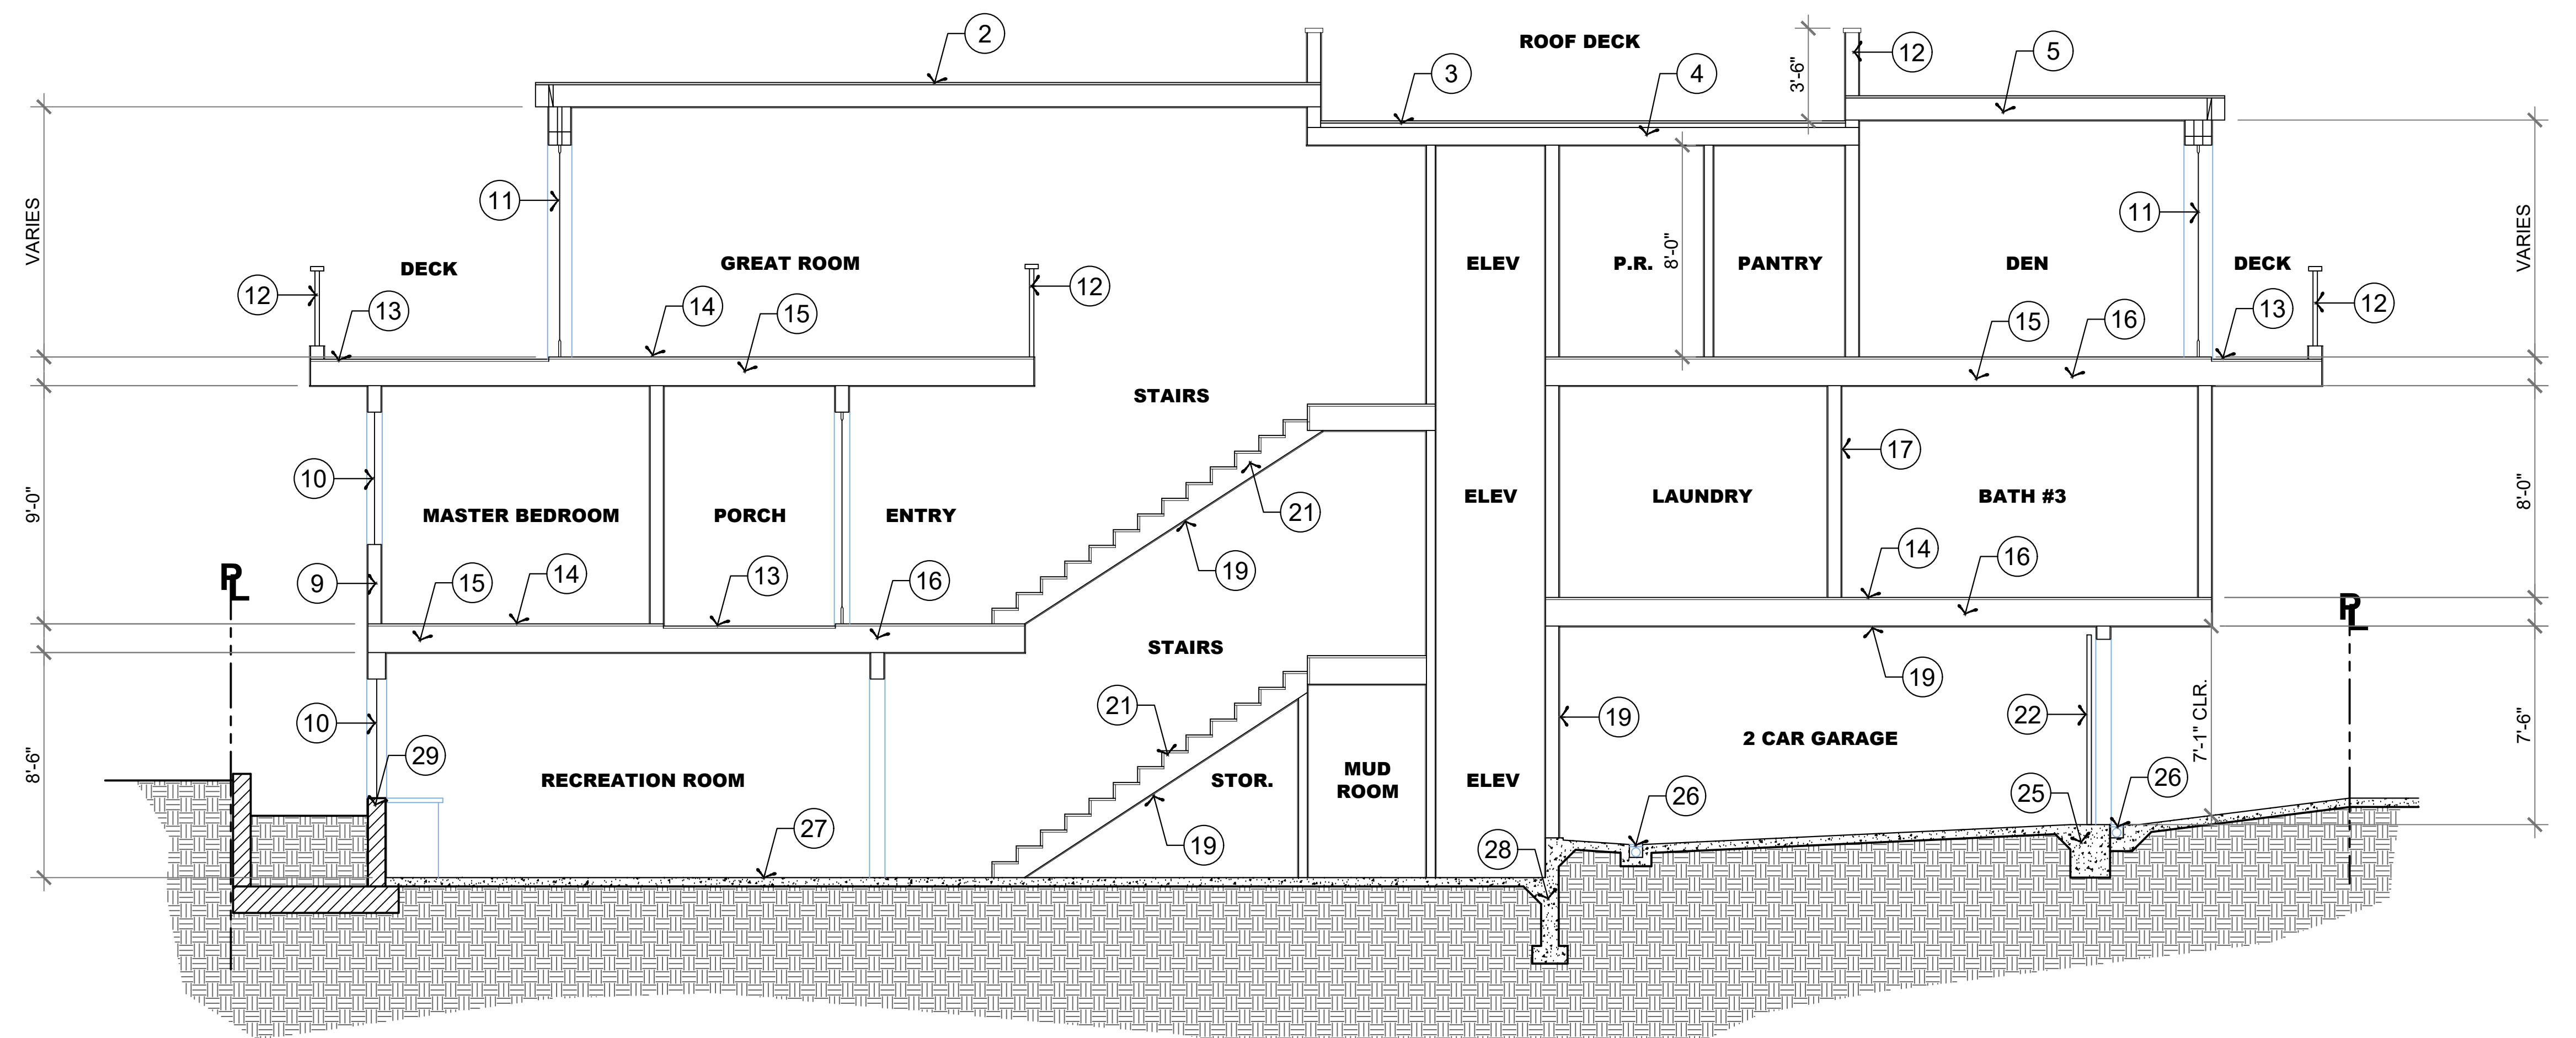 2
ROOF DECK
12
5
3
4
3'-6"
11
11
VARIES
VARIES
DECK
GREAT ROOM
ELEV
P.R.
8'-0"
PANTRY
DEN
DECK
12
13
14
15
12
15
16
13
12
STAIRS
10
17
9'-0"
MASTER BEDROOM
PORCH
ENTRY
21
ELEV
LAUNDRY
BATH #3
8'-0"
PL
9
15
14
13
16
19
14
16
PL
STAIRS
19
10
29
21
19
22
7'-1" CLR.
7'-6"
8'-6"
RECREATION ROOM
STOR.
MUD
ROOM
ELEV
2 CAR GARAGE
27
19
28
26
25
26